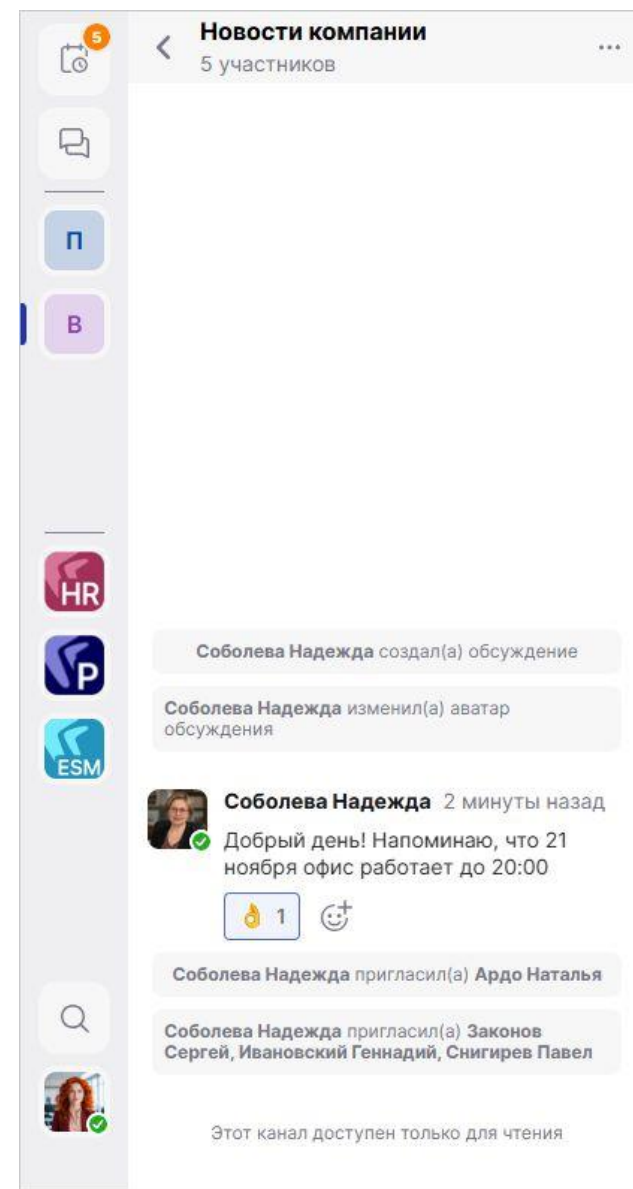 5
Новости компании
5 участников
П
В
HR
P
ESM
Соболева Надежда создал(а) обсуждение
Соболева Надежда изменил(а) аватар
обсуждения
Соболева Надежда 2 минуты назад
Добрый день! Напоминаю, что 21
ноября офис работает до 20:00
1
Соболева Надежда пригласил(а) Ардо Наталья
Соболева Надежда пригласил(а) Законов
Сергей, Ивановский Геннадий, Снигирев Павел
Этот канал доступен только для чтения